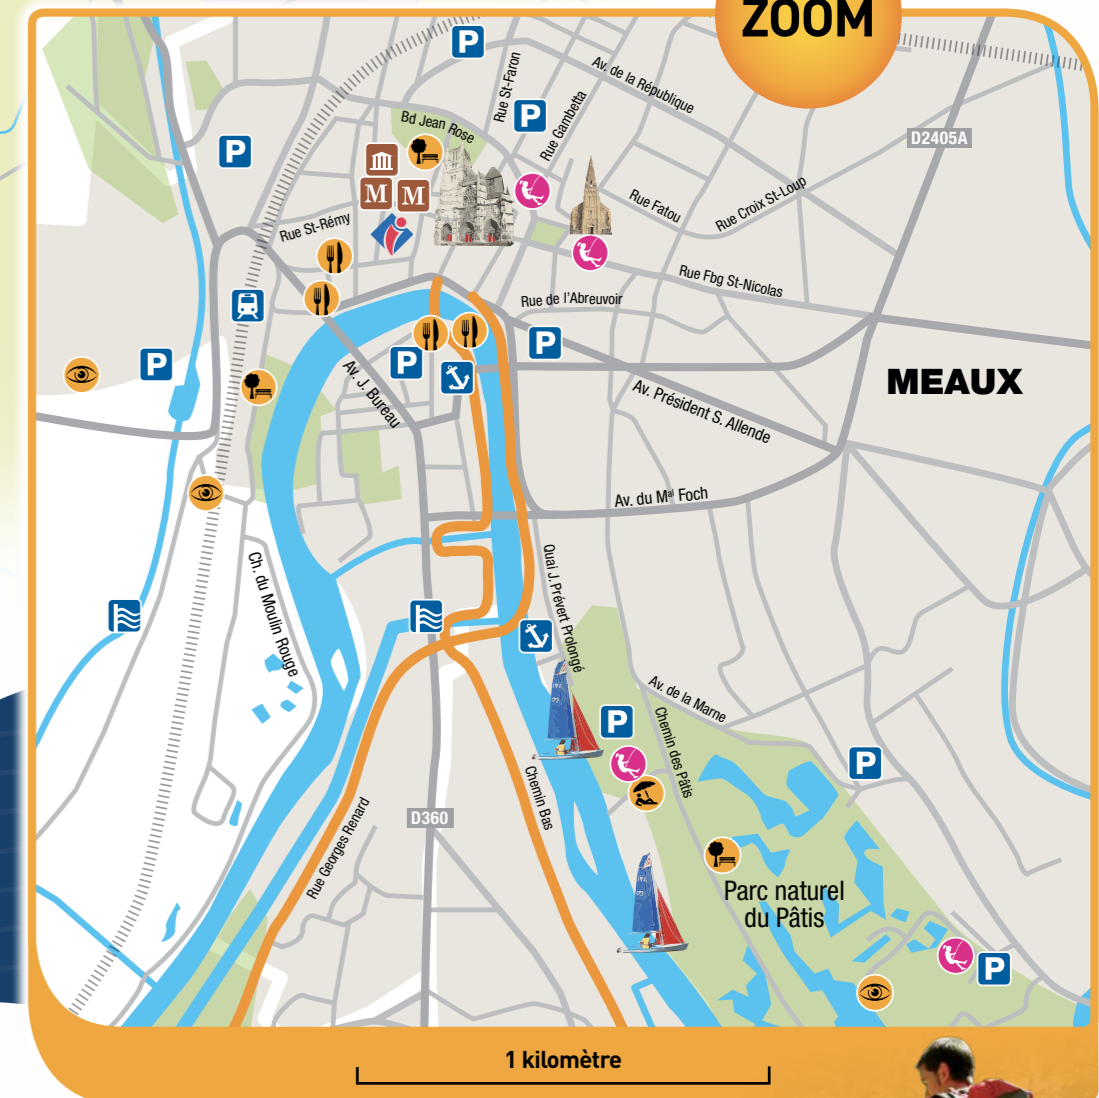 ZOOM
P
Rue St-Faron
Av. de la République
P
Rue Gambetta
Bd Jean Rose
D2405A
P
M M
Rue Fatou
Rue Croix St-Loup
Rue St-Rémy
Rue Fbg St-Nicolas
Rue de l'Abreuvoir
P
P
P
Av. J. Bureau
MEAUX
Av. Président S. Allende
Av. du Mal Foch
Ch. du Moulin Rouge
Quai J. Prévert Prolongé
Av. de la Marne
P
Chemin des Pâtis
P
Chemin Bas
Rue Georges Renard
D360
Parc naturel
du Pâtis
P
1 kilomètre